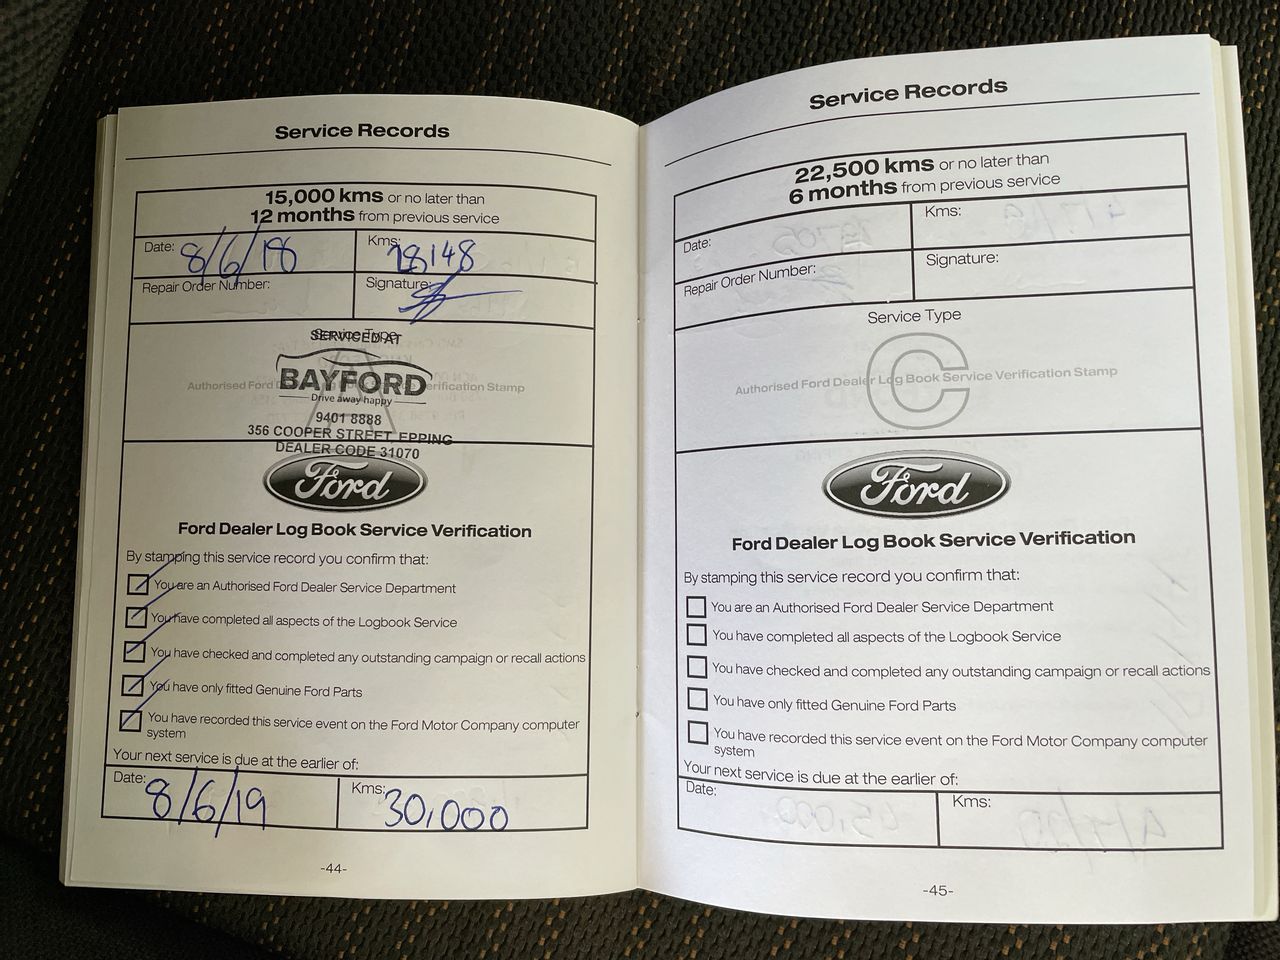 Service Records
15,000 kms or no later than
12 months from previous service
Date: 8/6/18
Kms: 18148
Repair Order Number:
Signature:
Service Type
SERVICED AT
BAYFORD
Drive away happy
Authorised Ford Dealer Log Book Service Verification Stamp
A
9401 8888
356 COOPER STREET, EPPING
DEALER CODE 31070
Ford
Ford Dealer Log Book Service Verification
By stamping this service record you confirm that:
You are an Authorised Ford Dealer Service Department
You have completed all aspects of the Logbook Service
You have checked and completed any outstanding campaign or recall actions
You have only fitted Genuine Ford Parts
You have recorded this service event on the Ford Motor Company computer
system
Your next service is due at the earlier of:
Date: 8/6/19
Kms: 30,000
-44-
Service Records
22,500 kms or no later than
6 months from previous service
Date:
Kms:
Repair Order Number:
Signature:
Service Type
C
Authorised Ford Dealer Log Book Service Verification Stamp
Ford
Ford Dealer Log Book Service Verification
By stamping this service record you confirm that:
You are an Authorised Ford Dealer Service Department
You have completed all aspects of the Logbook Service
You have checked and completed any outstanding campaign or recall actions
You have only fitted Genuine Ford Parts
You have recorded this service event on the Ford Motor Company computer
system
Your next service is due at the earlier of:
Date:
Kms:
-45-